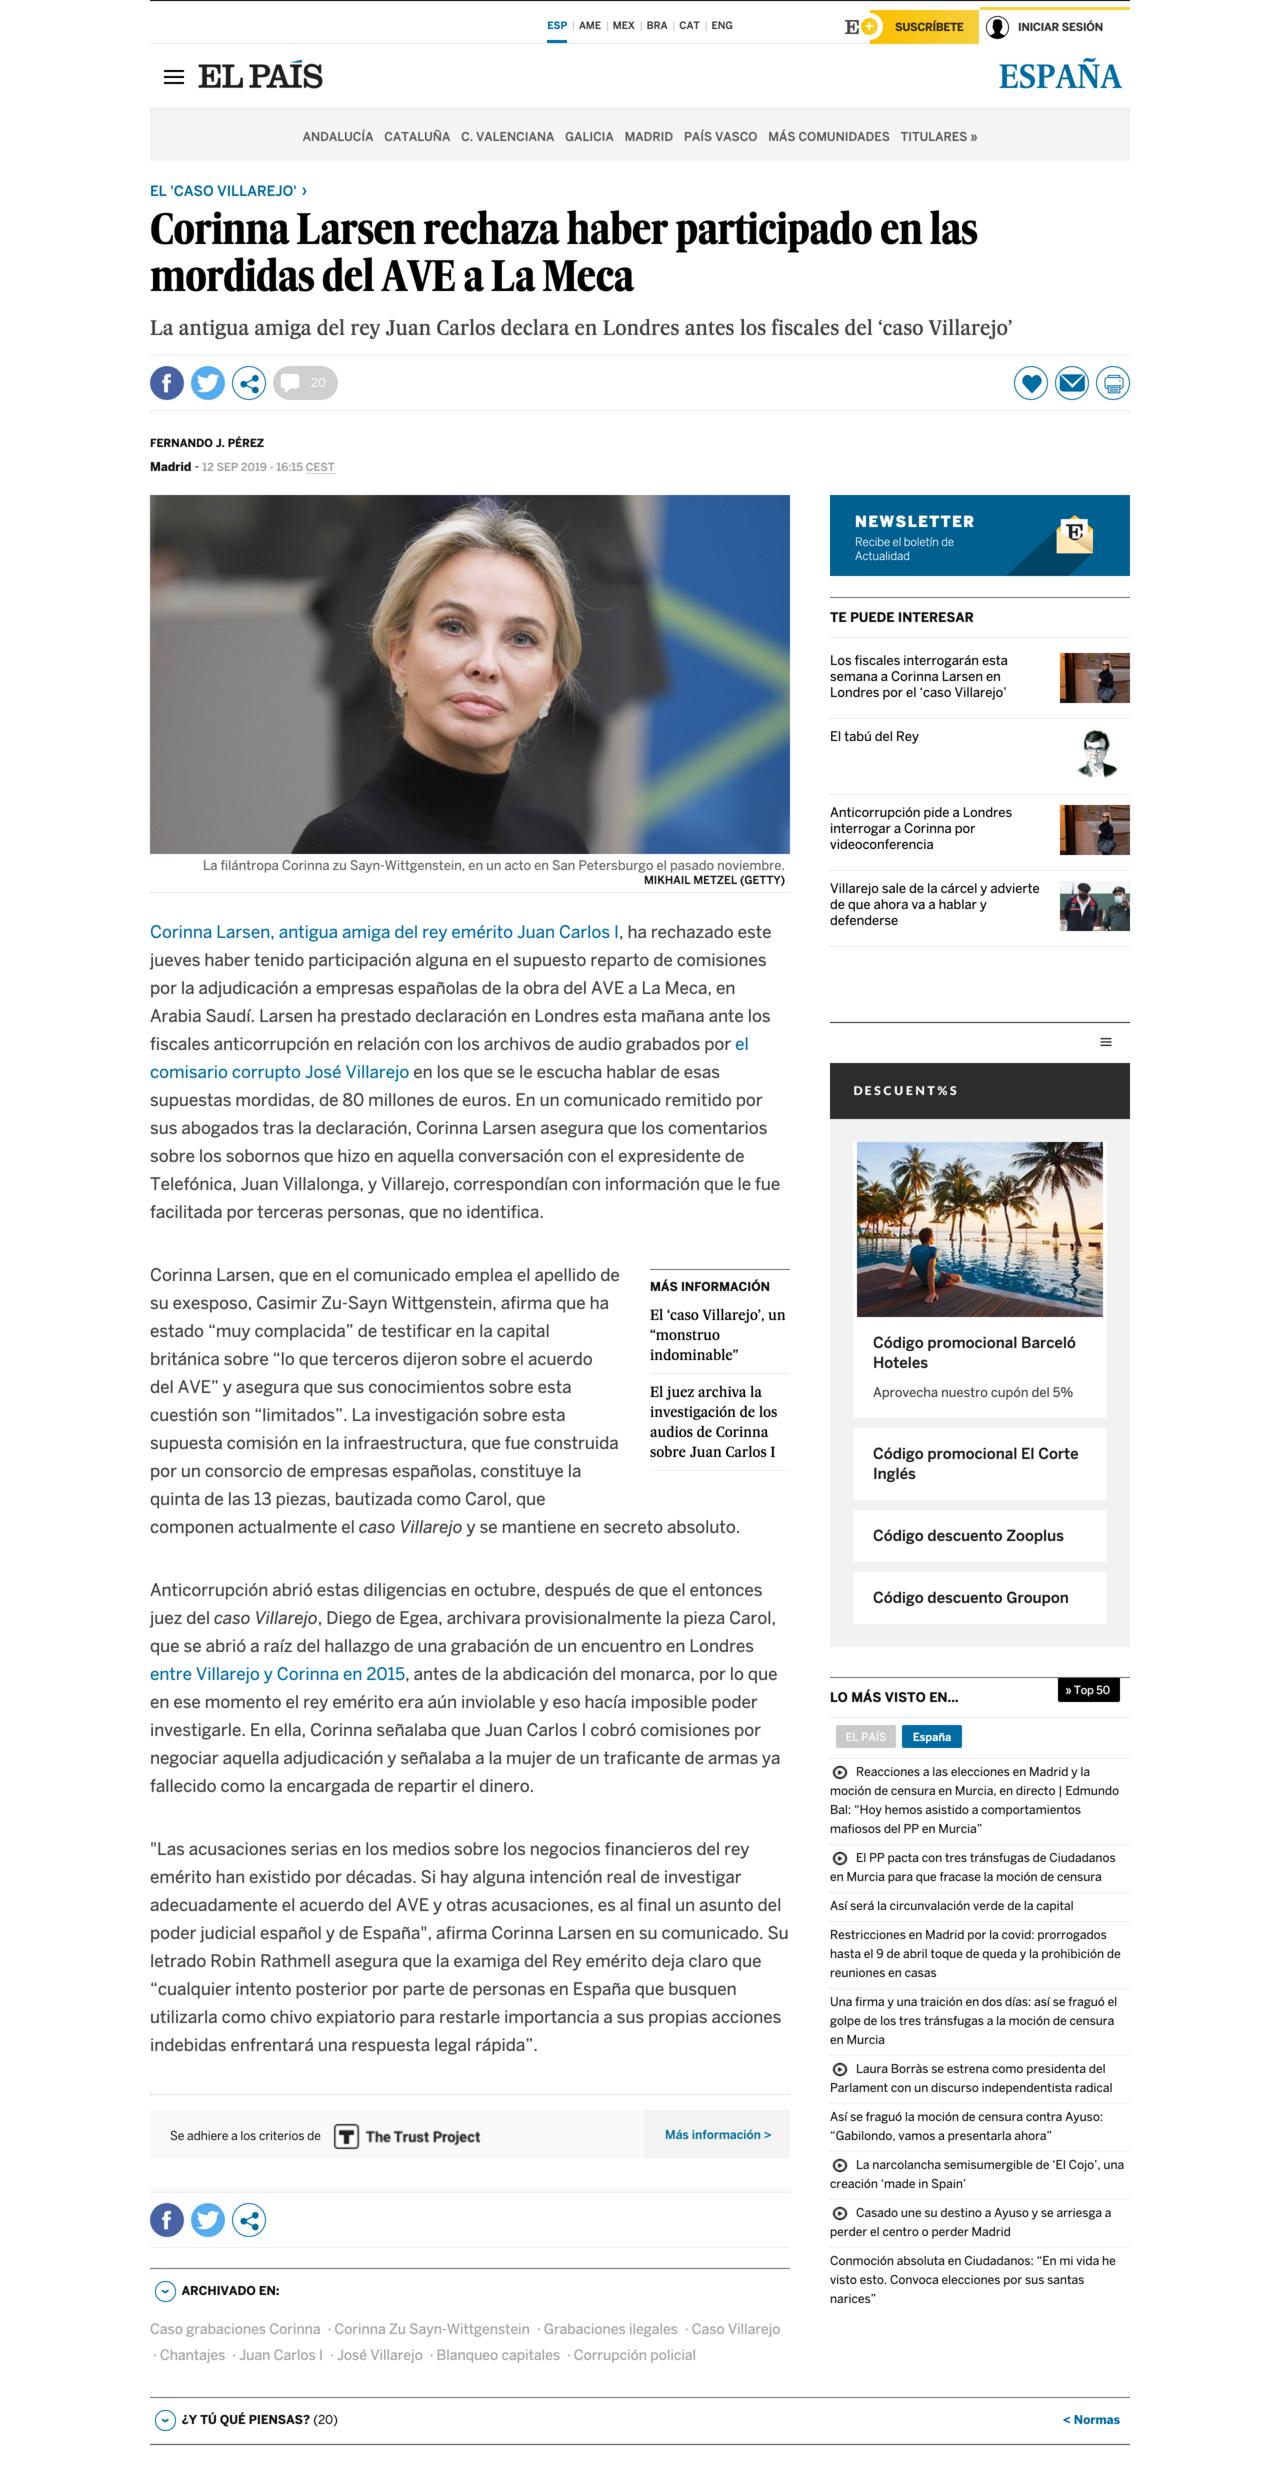 ESP | AME | MEX | BRA | CAT | ENG
E+ SUSCRÍBETE
INICIAR SESIÓN
EL PAÍS
ESPAÑA
ANDALUCÍA CATALUÑA C. VALENCIANA GALICIA MADRID PAÍS VASCO MÁS COMUNIDADES TITULARES »
EL 'CASO VILLAREJO' ›
Corinna Larsen rechaza haber participado en las
mordidas del AVE a La Meca
La antigua amiga del rey Juan Carlos declara en Londres antes los fiscales del ‘caso Villarejo’
20
FERNANDO J. PÉREZ
Madrid - 12 SEP 2019 - 16:15 CEST
La filántropa Corinna zu Sayn-Wittgenstein, en un acto en San Petersburgo el pasado noviembre.
MIKHAIL METZEL (GETTY)
Corinna Larsen, antigua amiga del rey emérito Juan Carlos I, ha rechazado este
jueves haber tenido participación alguna en el supuesto reparto de comisiones
por la adjudicación a empresas españolas de la obra del AVE a La Meca, en
Arabia Saudí. Larsen ha prestado declaración en Londres esta mañana ante los
fiscales anticorrupción en relación con los archivos de audio grabados por el
comisario corrupto José Villarejo en los que se le escucha hablar de esas
supuestas mordidas, de 80 millones de euros. En un comunicado remitido por
sus abogados tras la declaración, Corinna Larsen asegura que los comentarios
sobre los sobornos que hizo en aquella conversación con el expresidente de
Telefónica, Juan Villalonga, y Villarejo, correspondían con información que le fue
facilitada por terceras personas, que no identifica.
Corinna Larsen, que en el comunicado emplea el apellido de
su exesposo, Casimir Zu-Sayn Wittgenstein, afirma que ha
estado “muy complacida” de testificar en la capital
británica sobre “lo que terceros dijeron sobre el acuerdo
del AVE” y asegura que sus conocimientos sobre esta
cuestión son “limitados”. La investigación sobre esta
supuesta comisión en la infraestructura, que fue construida
por un consorcio de empresas españolas, constituye la
quinta de las 13 piezas, bautizada como Carol, que
componen actualmente el caso Villarejo y se mantiene en secreto absoluto.
MÁS INFORMACIÓN
El ‘caso Villarejo’, un
“monstruo
indominable”
El juez archiva la
investigación de los
audios de Corinna
sobre Juan Carlos I
Anticorrupción abrió estas diligencias en octubre, después de que el entonces
juez del caso Villarejo, Diego de Egea, archivara provisionalmente la pieza Carol,
que se abrió a raíz del hallazgo de una grabación de un encuentro en Londres
entre Villarejo y Corinna en 2015, antes de la abdicación del monarca, por lo que
en ese momento el rey emérito era aún inviolable y eso hacía imposible poder
investigarle. En ella, Corinna señalaba que Juan Carlos I cobró comisiones por
negociar aquella adjudicación y señalaba a la mujer de un traficante de armas ya
fallecido como la encargada de repartir el dinero.
"Las acusaciones serias en los medios sobre los negocios financieros del rey
emérito han existido por décadas. Si hay alguna intención real de investigar
adecuadamente el acuerdo del AVE y otras acusaciones, es al final un asunto del
poder judicial español y de España", afirma Corinna Larsen en su comunicado. Su
letrado Robin Rathmell asegura que la examiga del Rey emérito deja claro que
“cualquier intento posterior por parte de personas en España que busquen
utilizarla como chivo expiatorio para restarle importancia a sus propias acciones
indebidas enfrentará una respuesta legal rápida”.
Se adhiere a los criterios de T The Trust Project
Más información >
ARCHIVADO EN:
Caso grabaciones Corinna · Corinna Zu Sayn-Wittgenstein · Grabaciones ilegales · Caso Villarejo
· Chantajes · Juan Carlos I · José Villarejo · Blanqueo capitales · Corrupción policial
¿Y TÚ QUÉ PIENSAS? (20)
< Normas
NEWSLETTER
Recibe el boletín de
Actualidad
E
TE PUEDE INTERESAR
Los fiscales interrogarán esta
semana a Corinna Larsen en
Londres por el ‘caso Villarejo’
El tabú del Rey
Anticorrupción pide a Londres
interrogar a Corinna por
videoconferencia
Villarejo sale de la cárcel y advierte
de que ahora va a hablar y
defenderse
DESCUENT%S
Código promocional Barceló
Hoteles
Aprovecha nuestro cupón del 5%
Código promocional El Corte
Inglés
Código descuento Zooplus
Código descuento Groupon
LO MÁS VISTO EN...
» Top 50
EL PAÍS España
Reacciones a las elecciones en Madrid y la
moción de censura en Murcia, en directo | Edmundo
Bal: “Hoy hemos asistido a comportamientos
mafiosos del PP en Murcia”
El PP pacta con tres tránsfugas de Ciudadanos
en Murcia para que fracase la moción de censura
Así será la circunvalación verde de la capital
Restricciones en Madrid por la covid: prorrogados
hasta el 9 de abril toque de queda y la prohibición de
reuniones en casas
Una firma y una traición en dos días: así se fraguó el
golpe de los tres tránsfugas a la moción de censura
en Murcia
Laura Borràs se estrena como presidenta del
Parlament con un discurso independentista radical
Así se fraguó la moción de censura contra Ayuso:
“Gabilondo, vamos a presentarla ahora”
La narcolancha semisumergible de ‘El Cojo’, una
creación ‘made in Spain’
Casado une su destino a Ayuso y se arriesga a
perder el centro o perder Madrid
Conmoción absoluta en Ciudadanos: “En mi vida he
visto esto. Convoca elecciones por sus santas
narices”